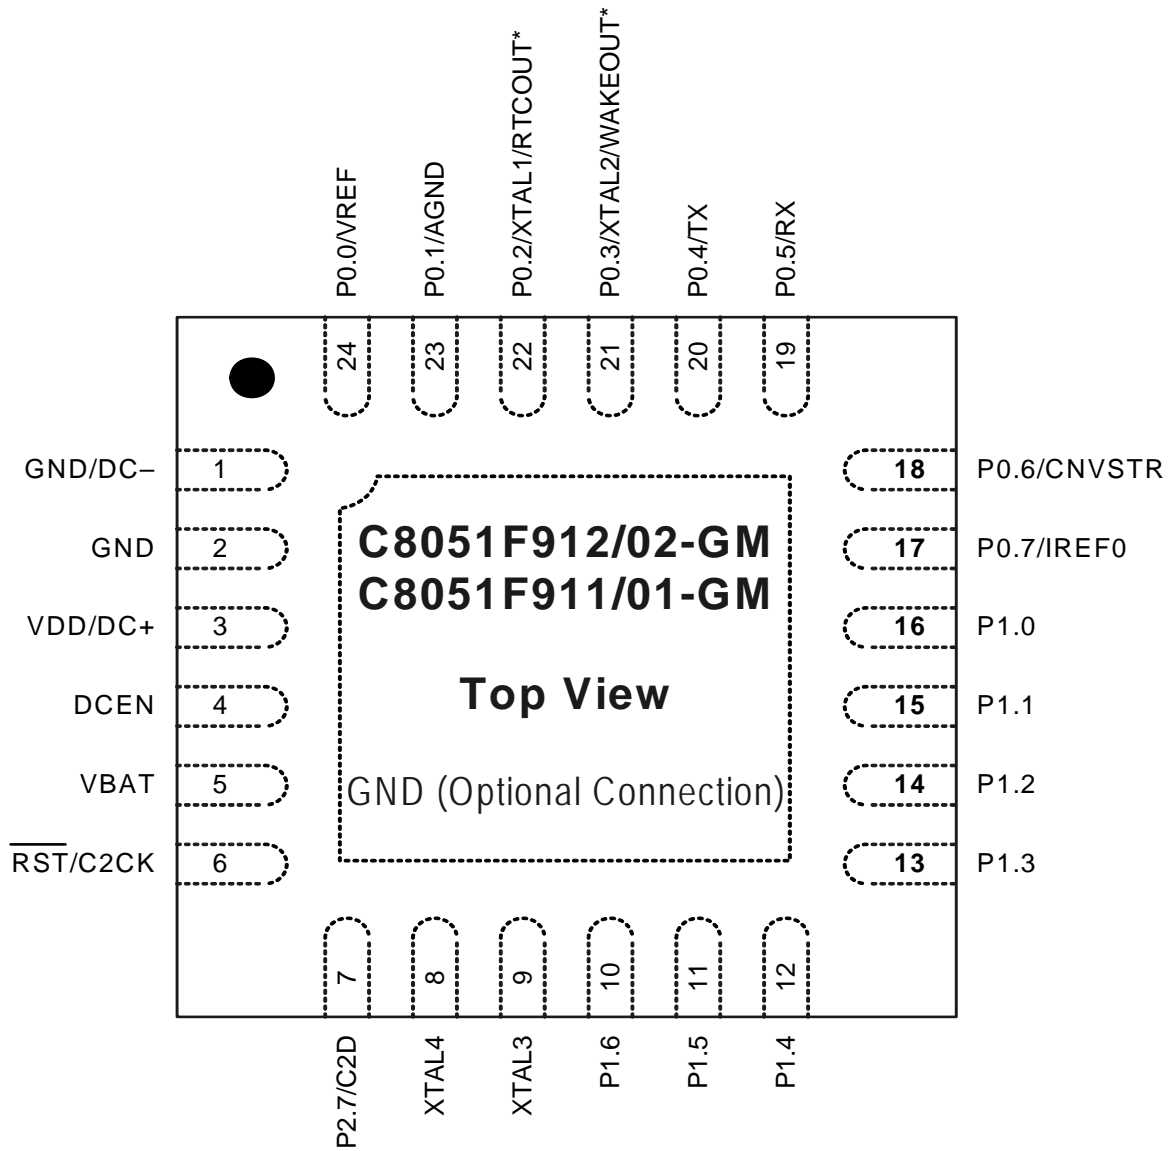 P0.0/VREF
P0.1/AGND
P0.2/XTAL1/RTCOUT*
P0.3/XTAL2/WAKEOUT*
P0.4/TX
P0.5/RX
24
23
22
21
20
19
GND/DC–
1
18
P0.6/CNVSTR
GND
2
17
P0.7/IREF0
VDD/DC+
3
16
P1.0
DCEN
4
15
P1.1
VBAT
5
14
P1.2
RST/C2CK
6
13
P1.3
C8051F912/02-GM
C8051F911/01-GM
Top View
GND (Optional Connection)
7
8
9
10
11
12
P2.7/C2D
XTAL4
XTAL3
P1.6
P1.5
P1.4